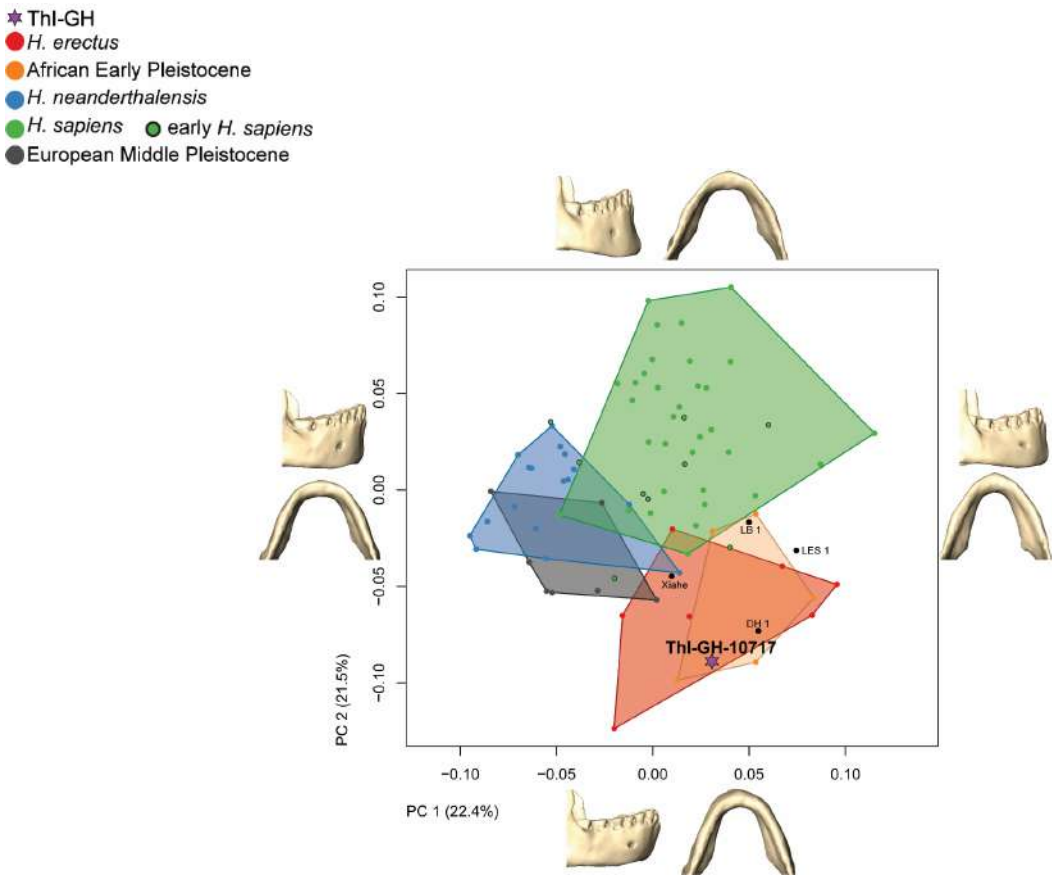 ThI-GH
H. erectus
African Early Pleistocene
H. neanderthalensis
H. sapiens early H. sapiens
European Middle Pleistocene
0.10
0.05
0.00
−0.05
−0.10
PC 2 (21.5%)
LB 1
LES 1
Xiahe
DH 1
ThI-GH-10717
−0.10 −0.05 0.00 0.05 0.10
PC 1 (22.4%)